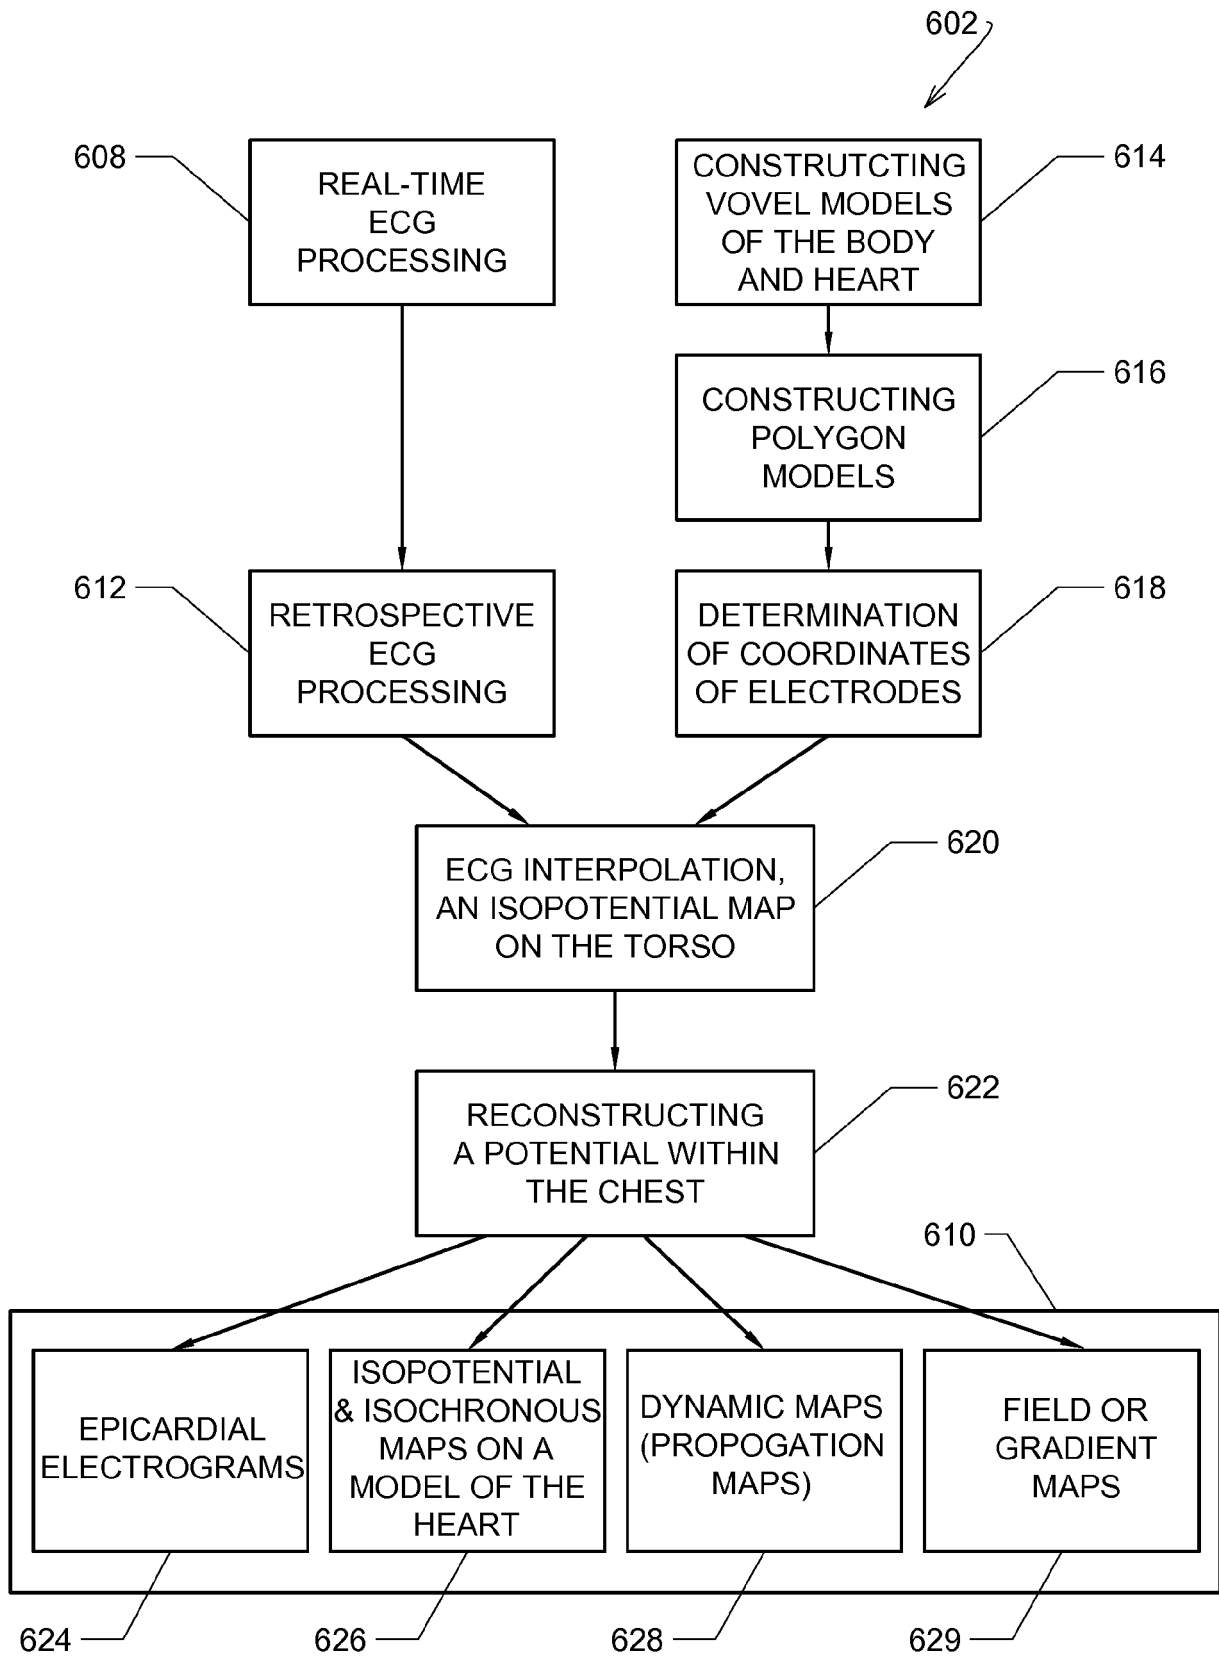 602
608
REAL-TIME
ECG
PROCESSING
CONSTRUTCTING
VOVEL MODELS
OF THE BODY
AND HEART
614
CONSTRUCTING
POLYGON
MODELS
616
612
RETROSPECTIVE
ECG
PROCESSING
DETERMINATION
OF COORDINATES
OF ELECTRODES
618
ECG INTERPOLATION,
AN ISOPOTENTIAL MAP
ON THE TORSO
620
RECONSTRUCTING
A POTENTIAL WITHIN
THE CHEST
622
610
EPICARDIAL
ELECTROGRAMS
ISOPOTENTIAL
& ISOCHRONOUS
MAPS ON A
MODEL OF THE
HEART
DYNAMIC MAPS
(PROPOGATION
MAPS)
FIELD OR
GRADIENT
MAPS
624
626
628
629